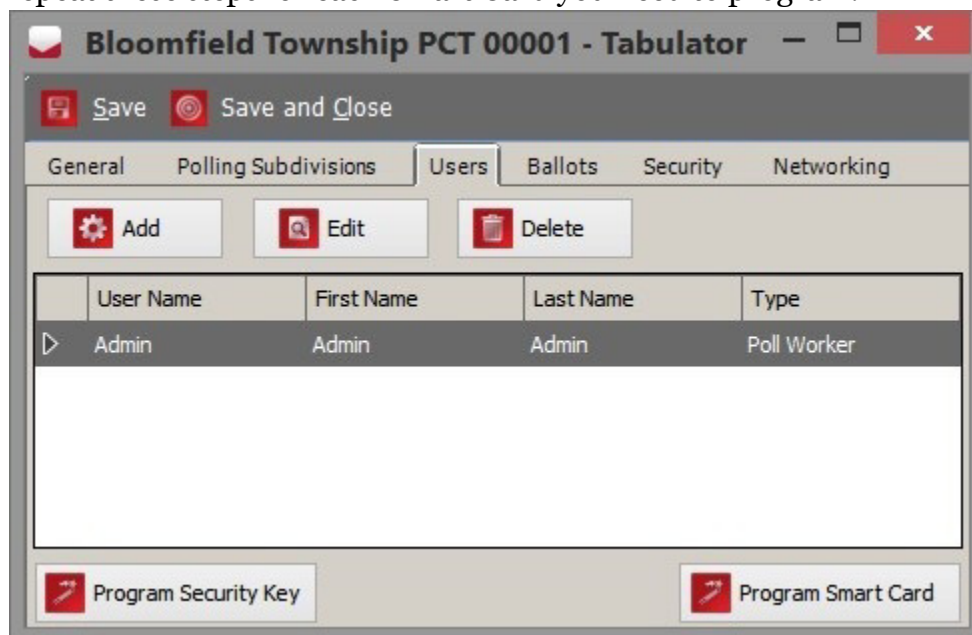 Bloomfield Township PCT 00001 - Tabulator
Save Save and Close
General Polling Subdivisions Users Ballots Security Networking
Add Edit Delete
User Name First Name Last Name Type
Admin Admin Admin Poll Worker
Program Security Key Program Smart Card